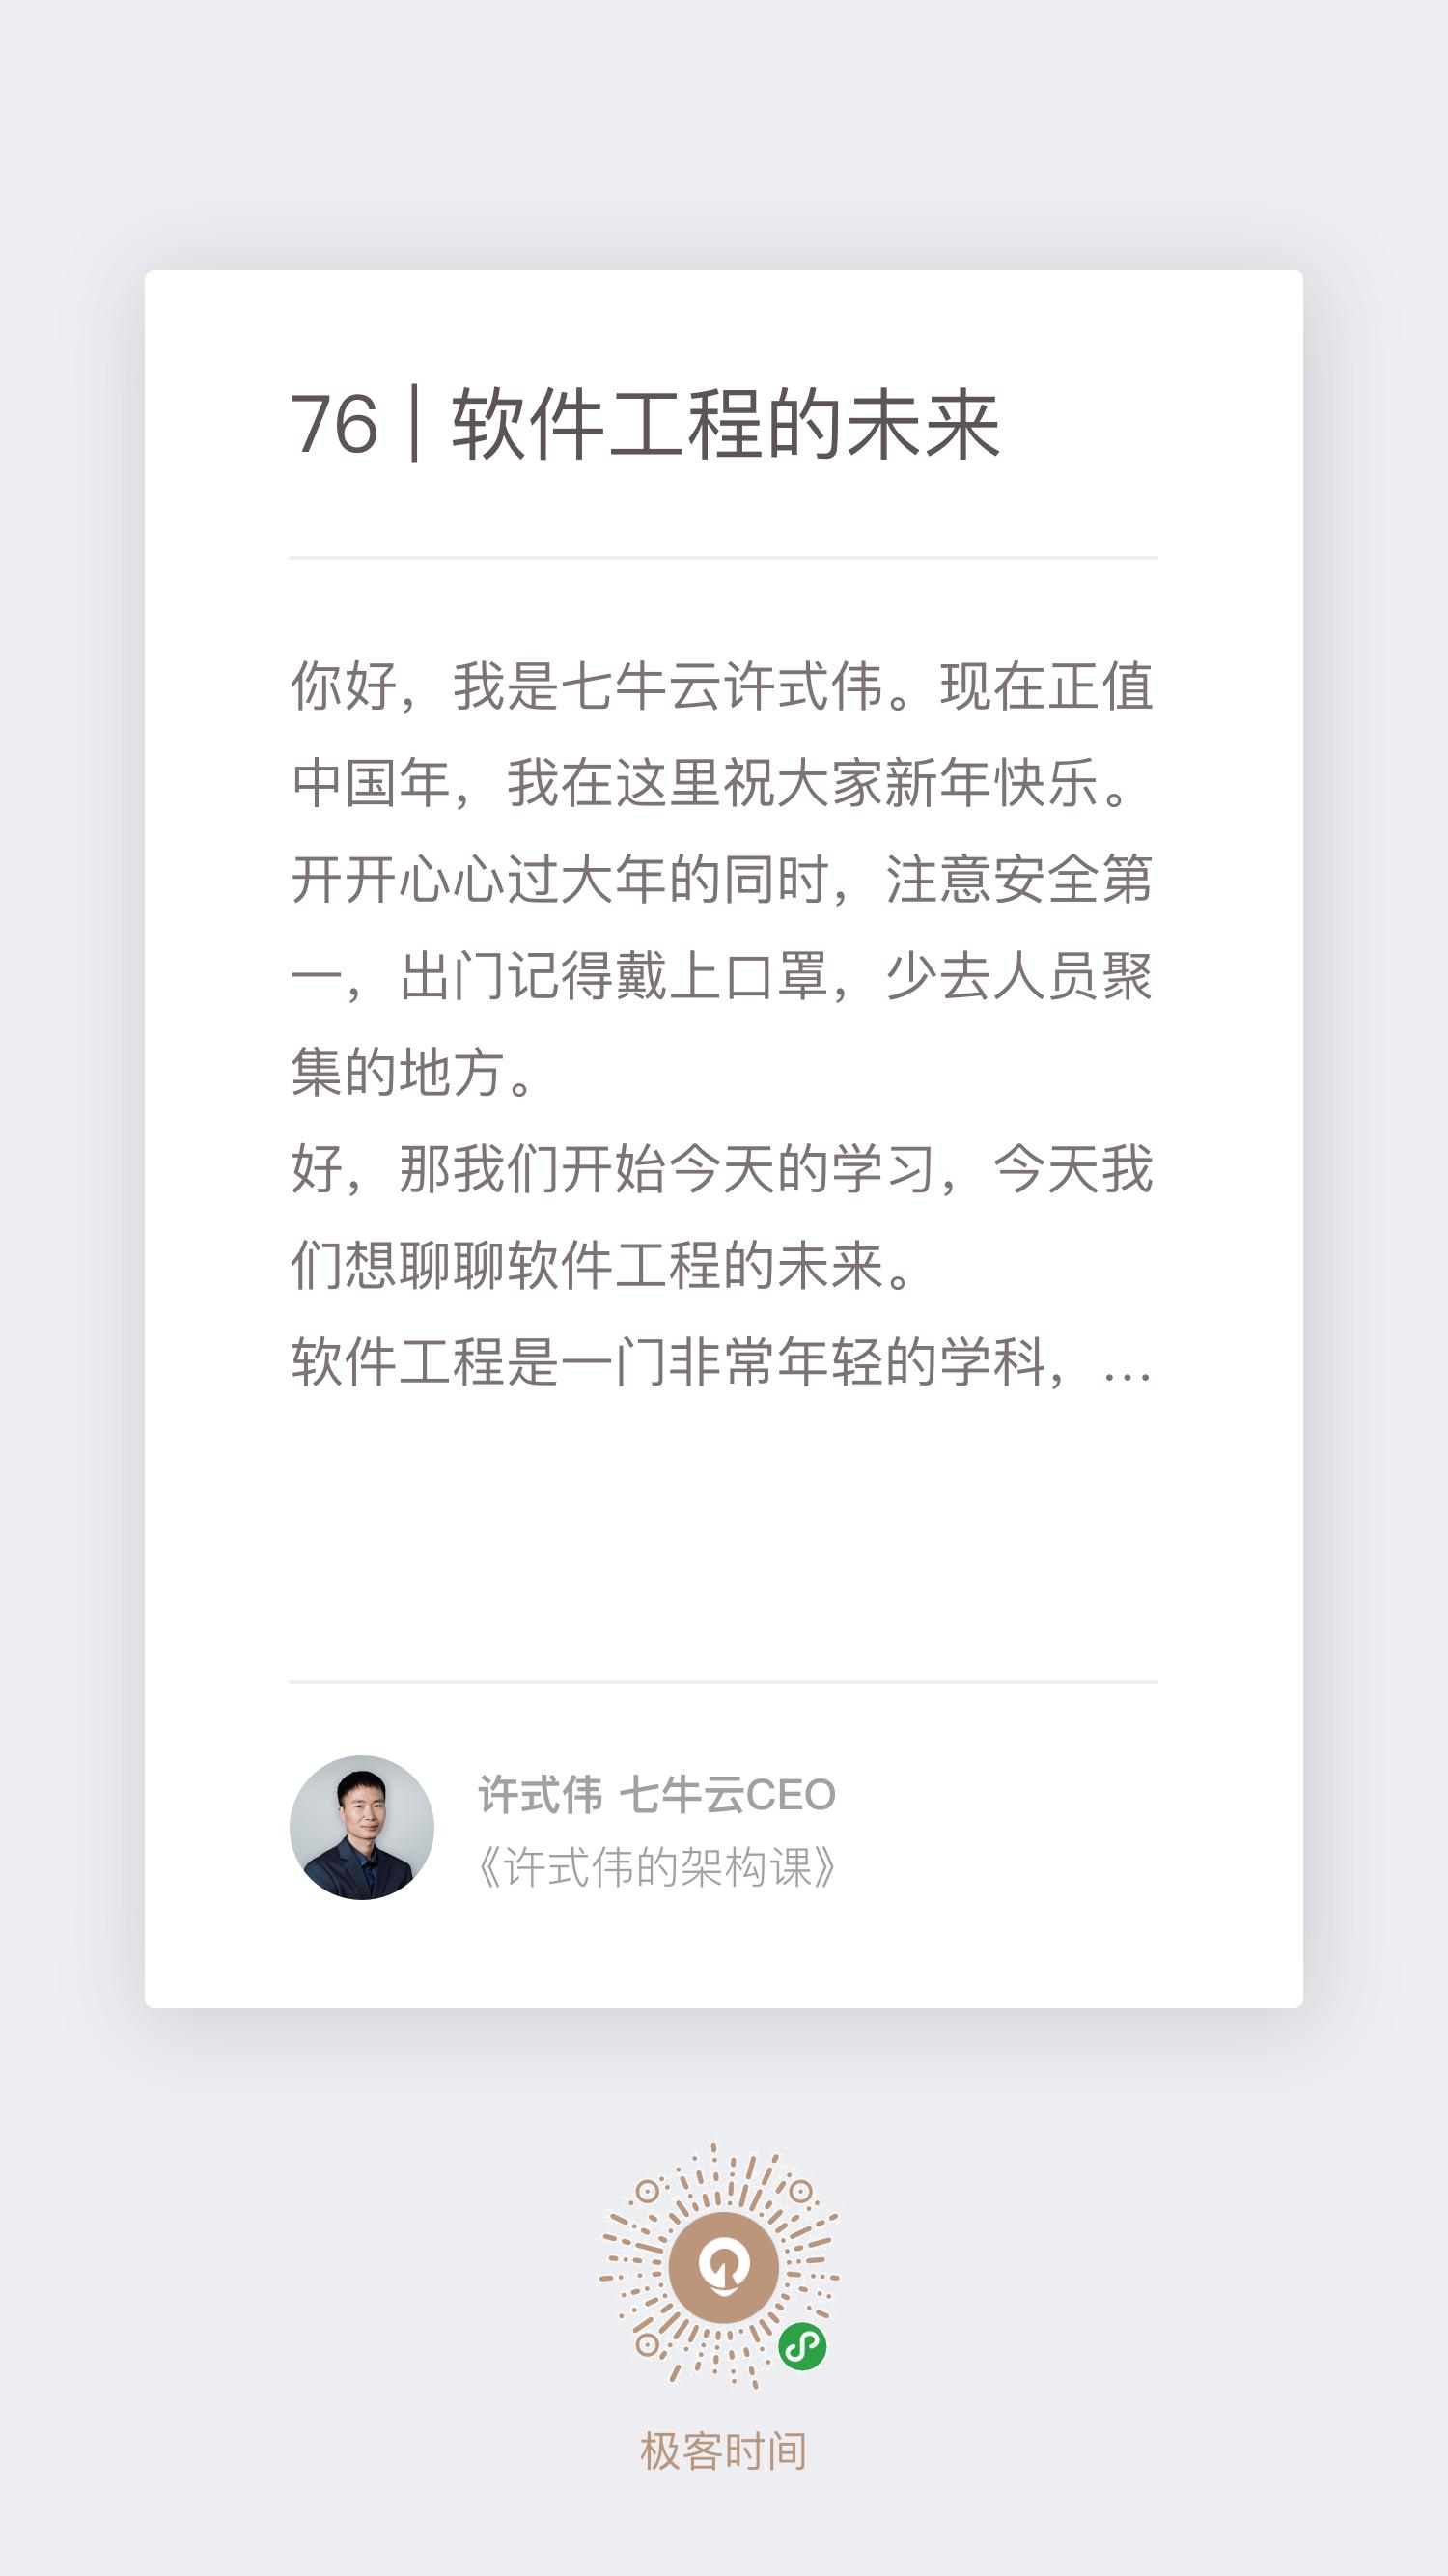 76 | 软件工程的未来
你好，我是七牛云许式伟。现在正值
中国年，我在这里祝大家新年快乐。
开开心心过大年的同时，注意安全第
一，出门记得戴上口罩，少去人员聚
集的地方。
好，那我们开始今天的学习，今天我
们想聊聊软件工程的未来。
软件工程是一门非常年轻的学科，…
许式伟 七牛云CEO
《许式伟的架构课》
极客时间